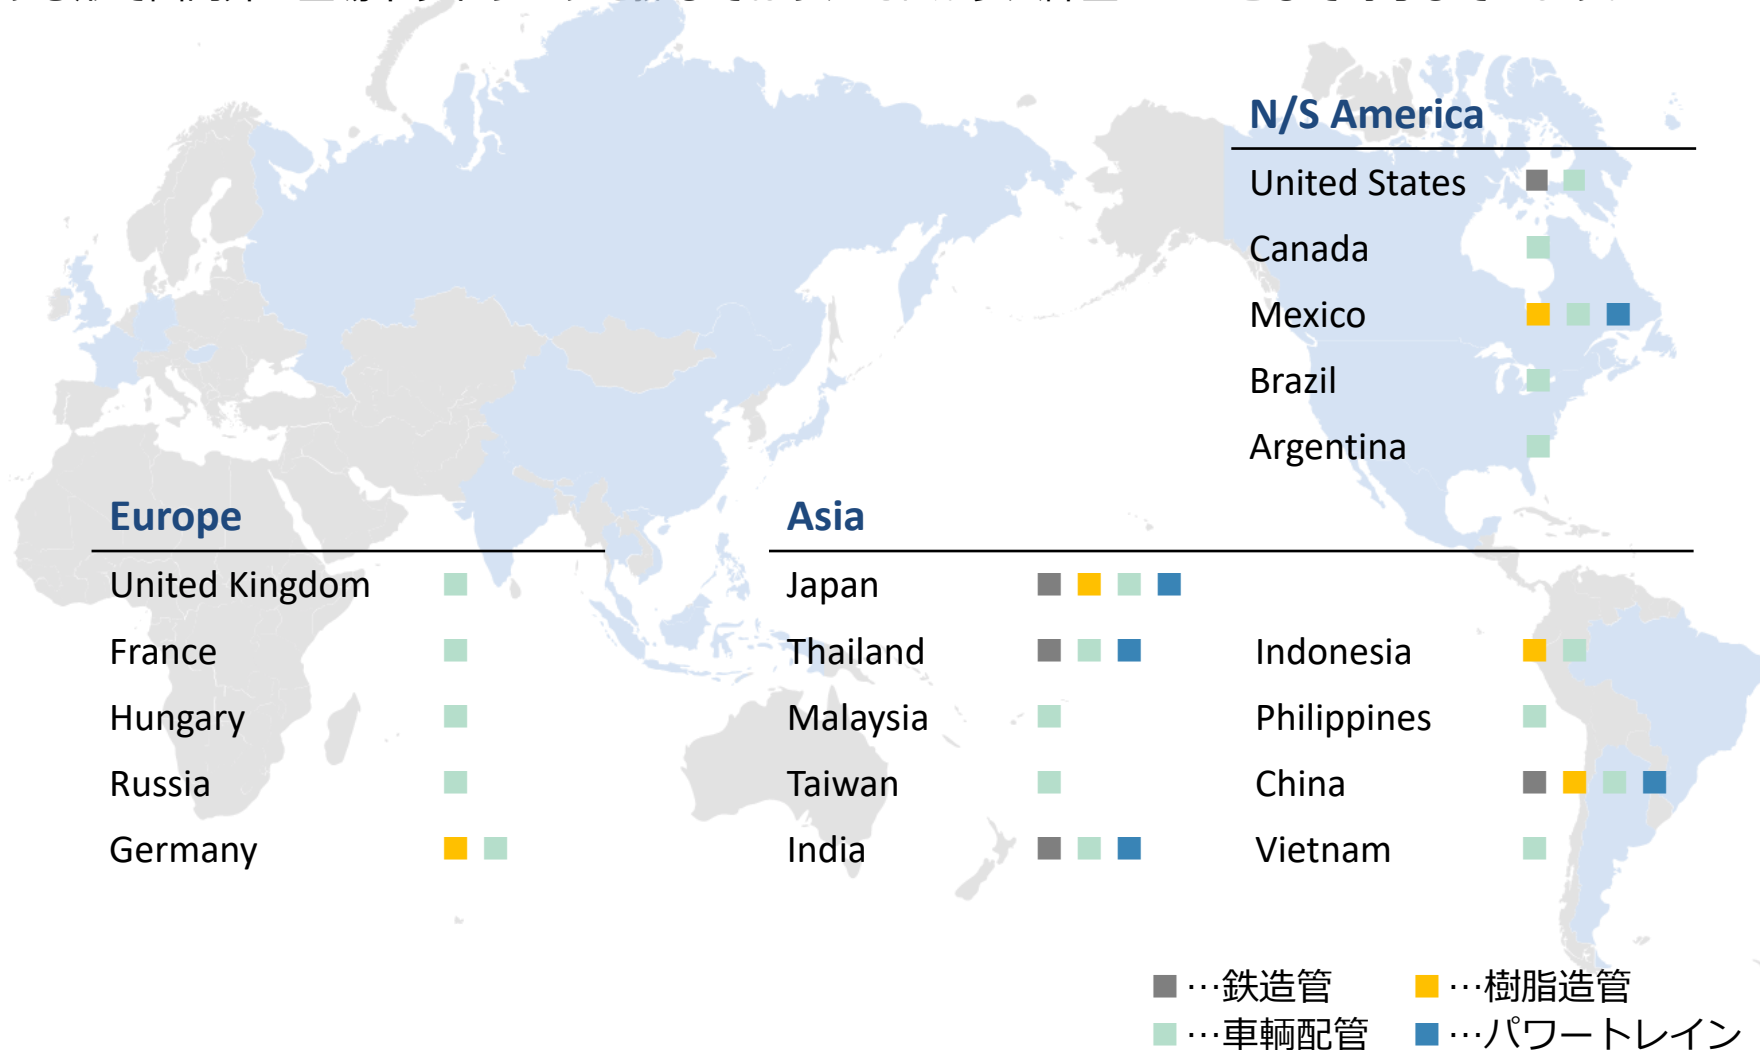 N/S America
United States
Canada
Mexico
Brazil
Argentina
Europe
United Kingdom
France
Hungary
Russia
Germany
Asia
Japan
Thailand
Malaysia
Taiwan
India
Indonesia
Philippines
China
Vietnam
…鉄造管 …樹脂造管
…車輌配管 …パワートレイン